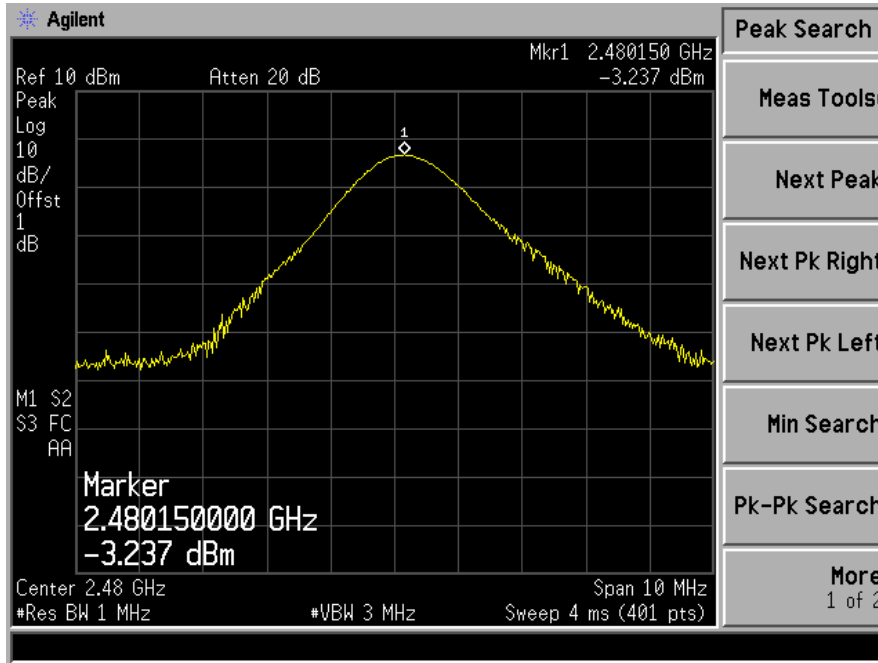 Agilent
Peak Search
Mkr1 2.480150 GHz
Ref 10 dBm Atten 20 dB -3.237 dBm
Peak
Log
10
dB/
Offst
1
dB
1
Meas Tools
Next Peak
Next Pk Right
Next Pk Left
M1 S2
S3 FC
AA
Min Search
Marker
2.480150000 GHz
-3.237 dBm
Pk-Pk Search
Center 2.48 GHz Span 10 MHz
#Res BW 1 MHz #VBW 3 MHz Sweep 4 ms (401 pts)
More
1 of 2